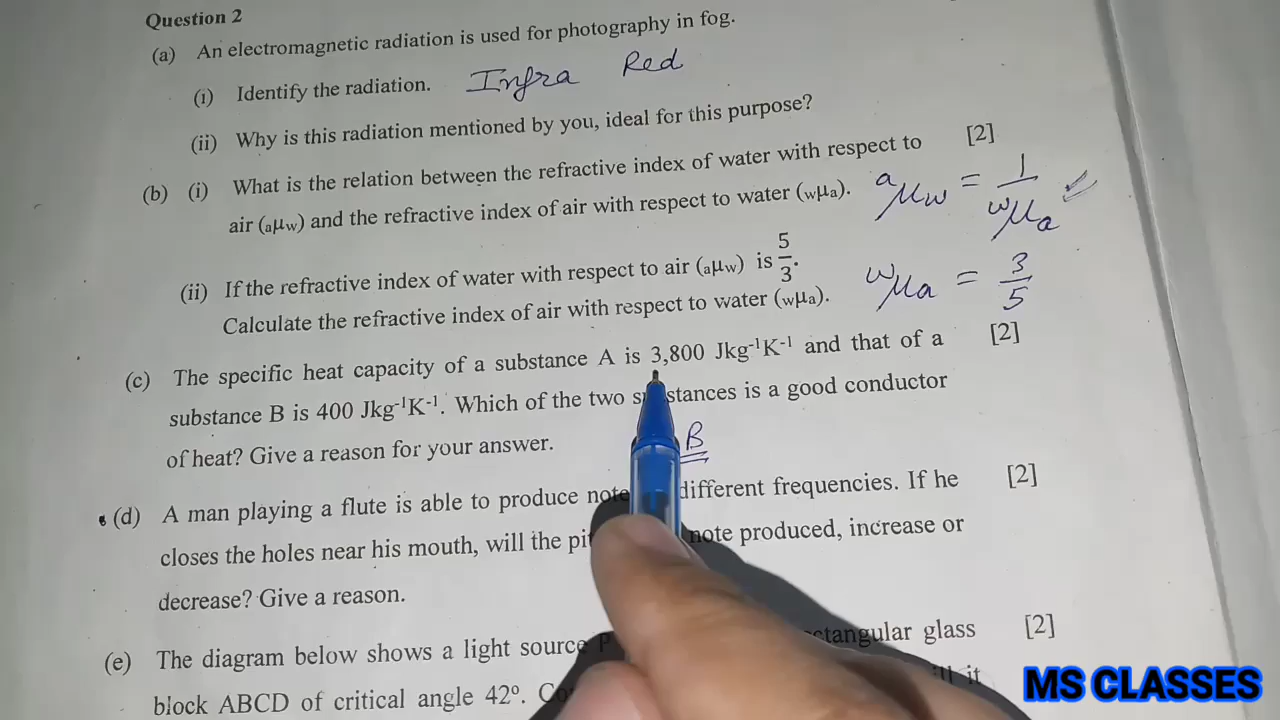 Question 2
(a) An electromagnetic radiation is used for photography in fog.
(i) Identify the radiation. Infra Red
(ii) Why is this radiation mentioned by you, ideal for this purpose?
(b) (i) What is the relation between the refractive index of water with respect to [2]
air (aμw) and the refractive index of air with respect to water (wμa). aμw = 1/wμa
(ii) If the refractive index of water with respect to air (aμw) is 5/3.
Calculate the refractive index of air with respect to water (wμa). wμa = 3/5
(c) The specific heat capacity of a substance A is 3,800 Jkg⁻¹K⁻¹ and that of a [2]
substance B is 400 Jkg⁻¹K⁻¹. Which of the two substances is a good conductor
of heat? Give a reason for your answer. B
(d) A man playing a flute is able to produce note different frequencies. If he [2]
closes the holes near his mouth, will the note produced, increase or
decrease? Give a reason.
(e) The diagram below shows a light source P glass [2]
block ABCD of critical angle 42º. it
MS CLASSES